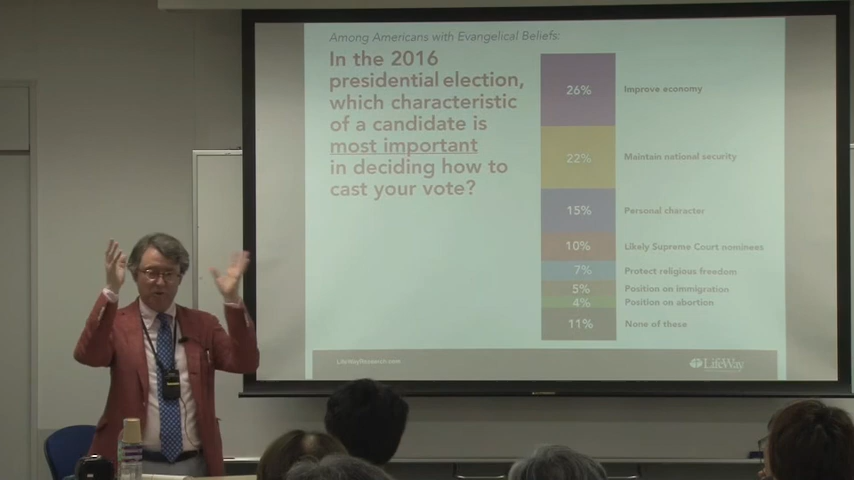 Among Americans with Evangelical Beliefs:
In the 2016
presidential election,
which characteristic
of a candidate is
most important
in deciding how to
cast your vote?
26% Improve economy
22% Maintain national security
15% Personal character
10% Likely Supreme Court nominees
7% Protect religious freedom
5% Position on immigration
4% Position on abortion
11% None of these
LifeWayResearch.com
LifeWay